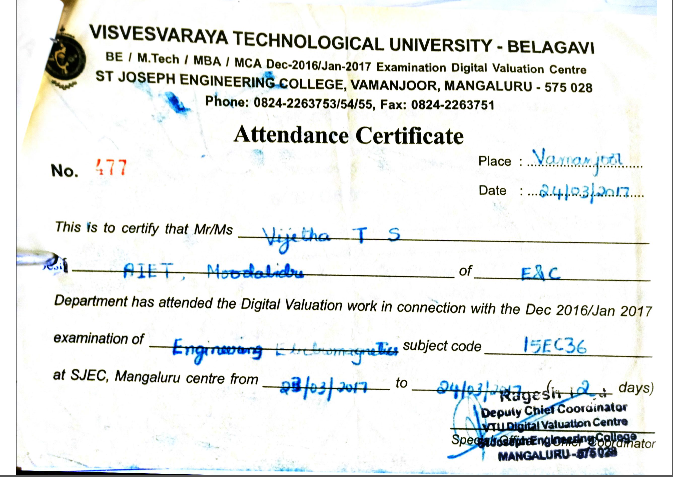 VISVESVARAYA TECHNOLOGICAL UNIVERSITY - BELAGAVI
BE / M.Tech / MBA / MCA Dec-2016/Jan-2017 Examination Digital Valuation Centre
ST JOSEPH ENGINEERING COLLEGE, VAMANJOOR, MANGALURU - 575 028
Phone: 0824-2263753/54/55, Fax: 0824-2263751
Attendance Certificate
No. 477
Place : Vamanjoor
Date : 24/03/2017
This is to certify that Mr/Ms Vijetha T S
AIET, Moodabidri of E&C
Department has attended the Digital Valuation work in connection with the Dec 2016/Jan 2017
examination of Engineering Electromagnetics subject code 15EC36
at SJEC, Mangaluru centre from 23/03/2017 to 24/03/2017 (in 2 days)
Deputy Chief Coordinator
VTU Digital Valuation Centre
St Joseph Engineering College
Coordinator
MANGALURU - 575 028